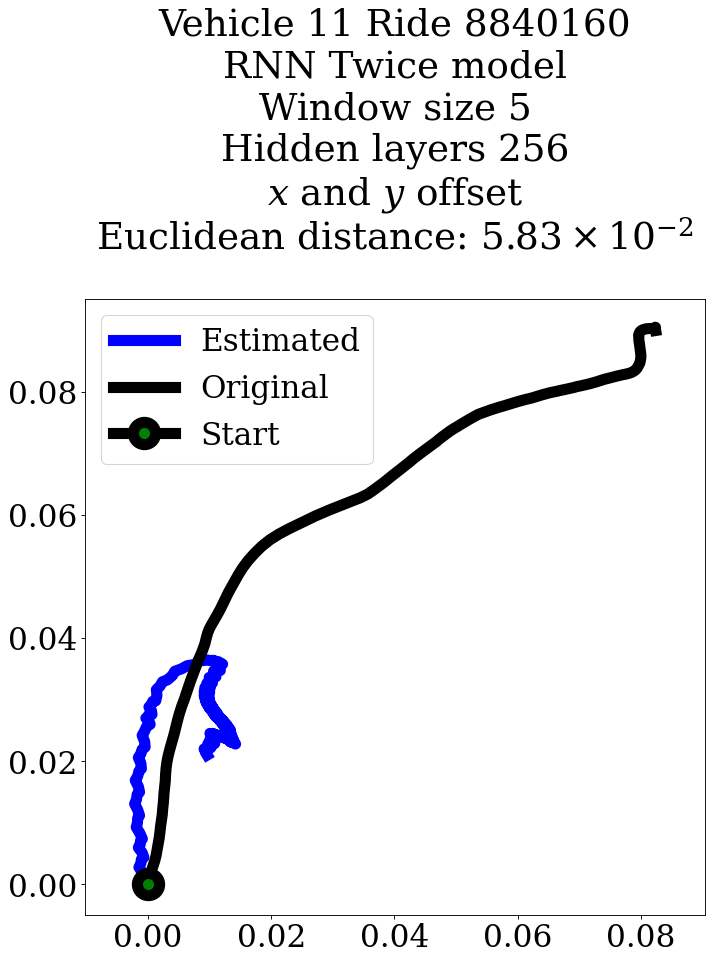 Vehicle 11 Ride 8840160
RNN Twice model
Window size 5
Hidden layers 256
x and y offset
Euclidean distance: 5.83 × 10⁻²
Estimated
Original
Start
0.08
0.06
0.04
0.02
0.00
0.00 0.02 0.04 0.06 0.08